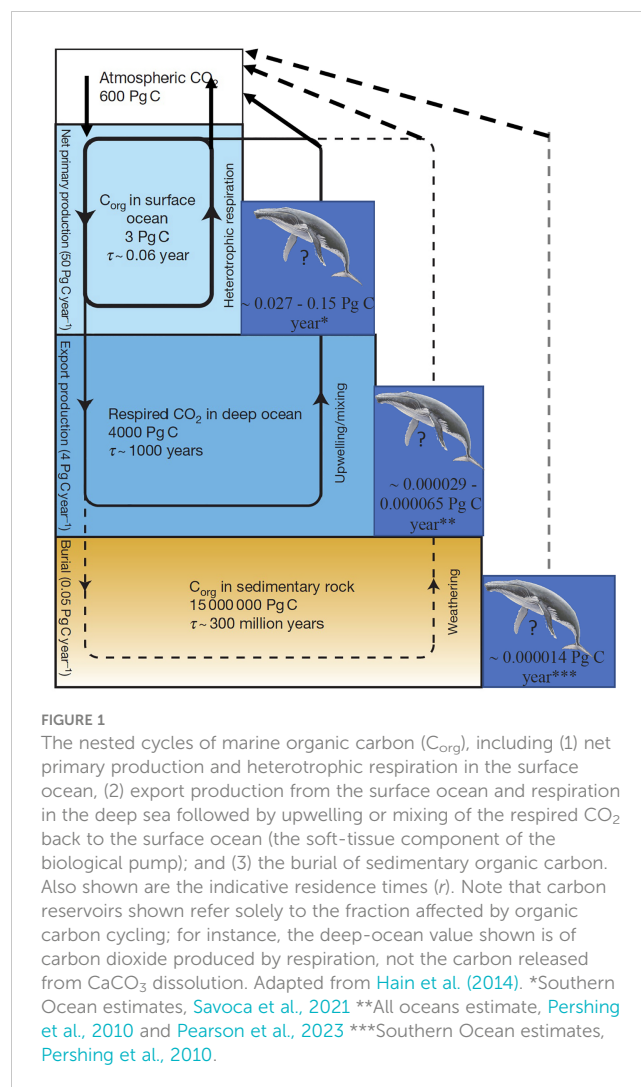 Atmospheric CO₂
600 Pg C
Net primary production (50 Pg C year⁻¹)
C_org in surface
ocean
3 Pg C
τ ~ 0.06 year
Heterotrophic respiration
?
~ 0.027 - 0.15 Pg C
year*
Export production (4 Pg C year⁻¹)
Respired CO₂ in deep ocean
4000 Pg C
τ ~ 1000 years
Upwelling/mixing
?
~ 0.000029 -
0.000065 Pg C
year**
Burial (0.05 Pg C year⁻¹)
C_org in sedimentary rock
15 000 000 Pg C
τ ~ 300 million years
Weathering
?
~ 0.000014 Pg C
year***
FIGURE 1
The nested cycles of marine organic carbon (C_org), including (1) net
primary production and heterotrophic respiration in the surface
ocean, (2) export production from the surface ocean and respiration
in the deep sea followed by upwelling or mixing of the respired CO₂
back to the surface ocean (the soft-tissue component of the
biological pump); and (3) the burial of sedimentary organic carbon.
Also shown are the indicative residence times (r). Note that carbon
reservoirs shown refer solely to the fraction affected by organic
carbon cycling; for instance, the deep-ocean value shown is of
carbon dioxide produced by respiration, not the carbon released
from CaCO₃ dissolution. Adapted from Hain et al. (2014). *Southern
Ocean estimates, Savoca et al., 2021 **All oceans estimate, Pershing
et al., 2010 and Pearson et al., 2023 ***Southern Ocean estimates,
Pershing et al., 2010.